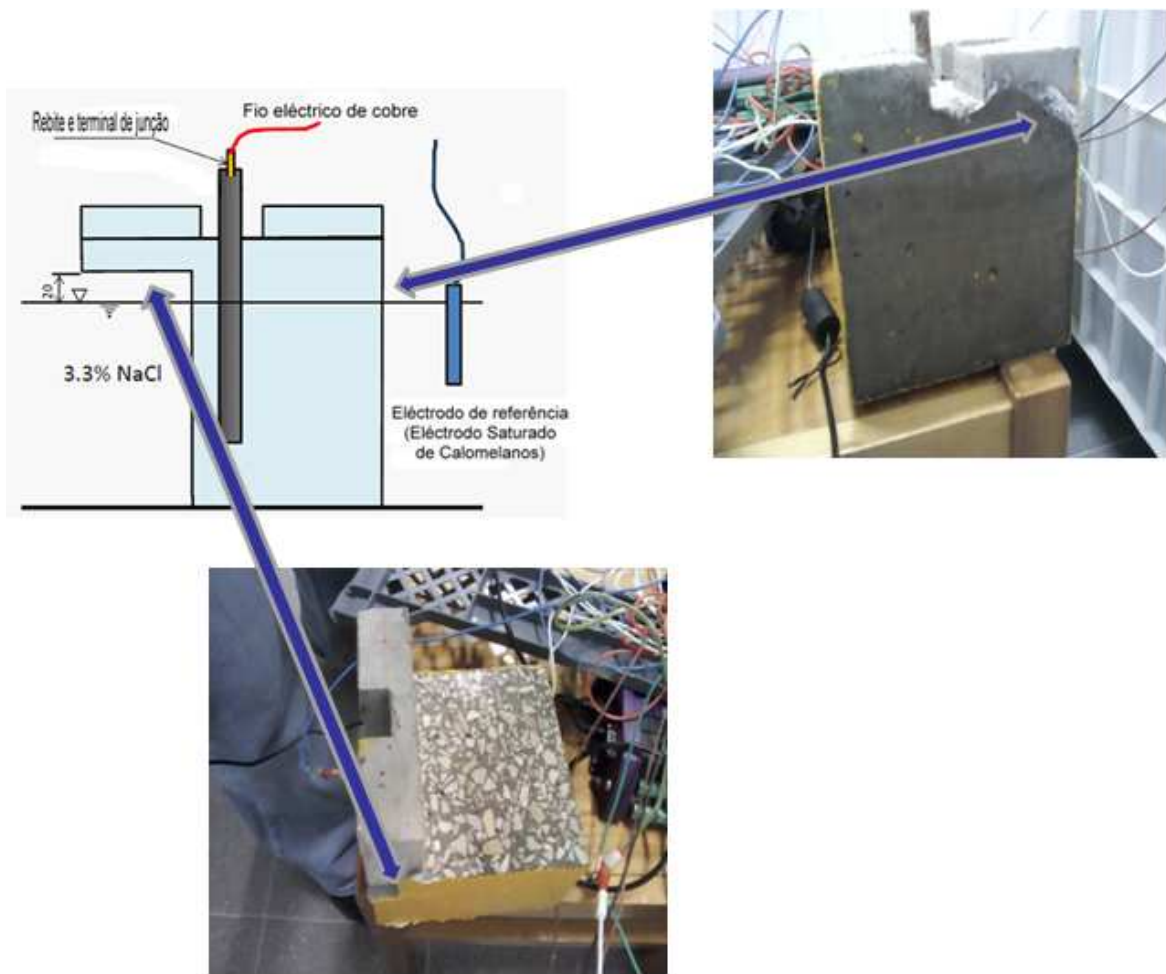 Fio eléctrico de cobre
Rebite e terminal de junção
20
3.3% NaCl
Eléctrodo de referência
(Eléctrodo Saturado
de Calomelanos)